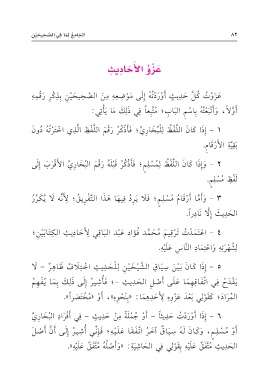 ٨٢ الجامع لما في الصحيحين
عَزْوُ الأَحَادِيثِ
عَزَوْتُ كُلَّ حَدِيثٍ أَوْرَدْتُهُ إِلَى مَوْضِعِهِ مِنَ الصَّحِيحَيْنِ بِذِكْرِ رَقْمِهِ
أَوَّلاً، وَأَتْبَعْتُهُ بِاسْمِ البَابِ؛ مُتَّبِعاً فِي ذَلِكَ مَا يَأْتِي:
١ - إِذَا كَانَ اللَّفْظُ لِلْبُخَارِيِّ؛ فَأَذْكُرُ رَقْمَ اللَّفْظِ الَّذِي اخْتَرْتُهُ دُونَ
بَقِيَّةِ الأَرْقَامِ.
٢ - وَإِذَا كَانَ اللَّفْظُ لِمُسْلِمٍ؛ فَأَذْكُرُ قَبْلَهُ رَقْمَ البُخَارِيِّ الأَقْرَبَ إِلَى
لَفْظِ مُسْلِمٍ.
٣ - وَأَمَّا أَرْقَامُ مُسْلِمٍ؛ فَلَا يَرِدُ فِيهَا هَذَا التَّفْرِيقُ؛ لِأَنَّهُ لَا يُكَرِّرُ
الحَدِيثَ إِلَّا نَادِراً.
٤ - اعْتَمَدْتُ تَرْقِيمَ مُحَمَّد فُؤَاد عَبْد البَاقِي لِأَحَادِيثِ الكِتَابَيْنِ؛
لِشُهْرَتِهِ وَاعْتِمَادِ النَّاسِ عَلَيْهِ.
٥ - إِذَا كَانَ بَيْنَ سِيَاقِ الشَّيْخَيْنِ لِلْحَدِيثِ اخْتِلَافٌ ظَاهِرٌ - لَا
يَقْدَحُ فِي اتِّفَاقِهِمَا عَلَى أَصْلِ الحَدِيثِ -؛ فَأُشِيرُ إِلَى ذَلِكَ بِمَا يُفْهِمُ
المُرَادَ؛ كَقَوْلِي بَعْدَ عَزْوِهِ لِأَحَدِهِمَا: «بِنَحْوِهِ»، أَوْ «مُخْتَصَراً».
٦ - إِذَا أَوْرَدْتُ حَدِيثاً - أَوْ جُمْلَةً مِنْ حَدِيثٍ - فِي أَفْرَادِ البُخَارِيِّ
أَوْ مُسْلِمٍ، وَكَانَ لَهُ سِيَاقٌ آخَرُ اتَّفَقَا عَلَيْهِ؛ فَإِنِّي أُشِيرُ إِلَى أَنَّ أَصْلَ
الحَدِيثِ مُتَّفَقٌ عَلَيْهِ بِقَوْلِي فِي الحَاشِيَةِ: «وَأَصْلُهُ مُتَّفَقٌ عَلَيْهِ».